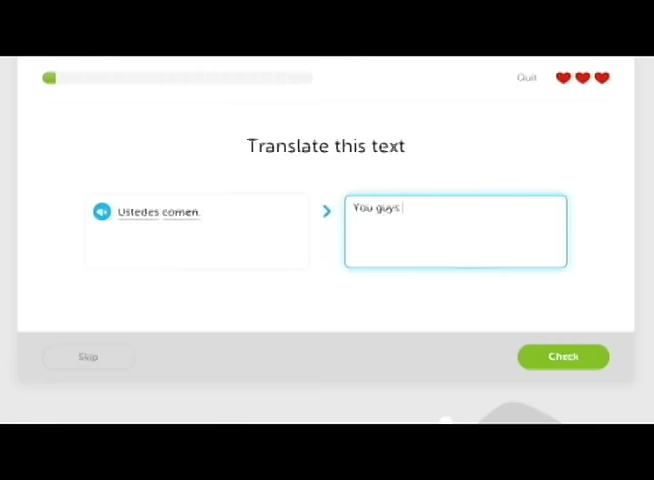 Quit
Translate this text
Ustedes comen.
You guys
Skip
Check